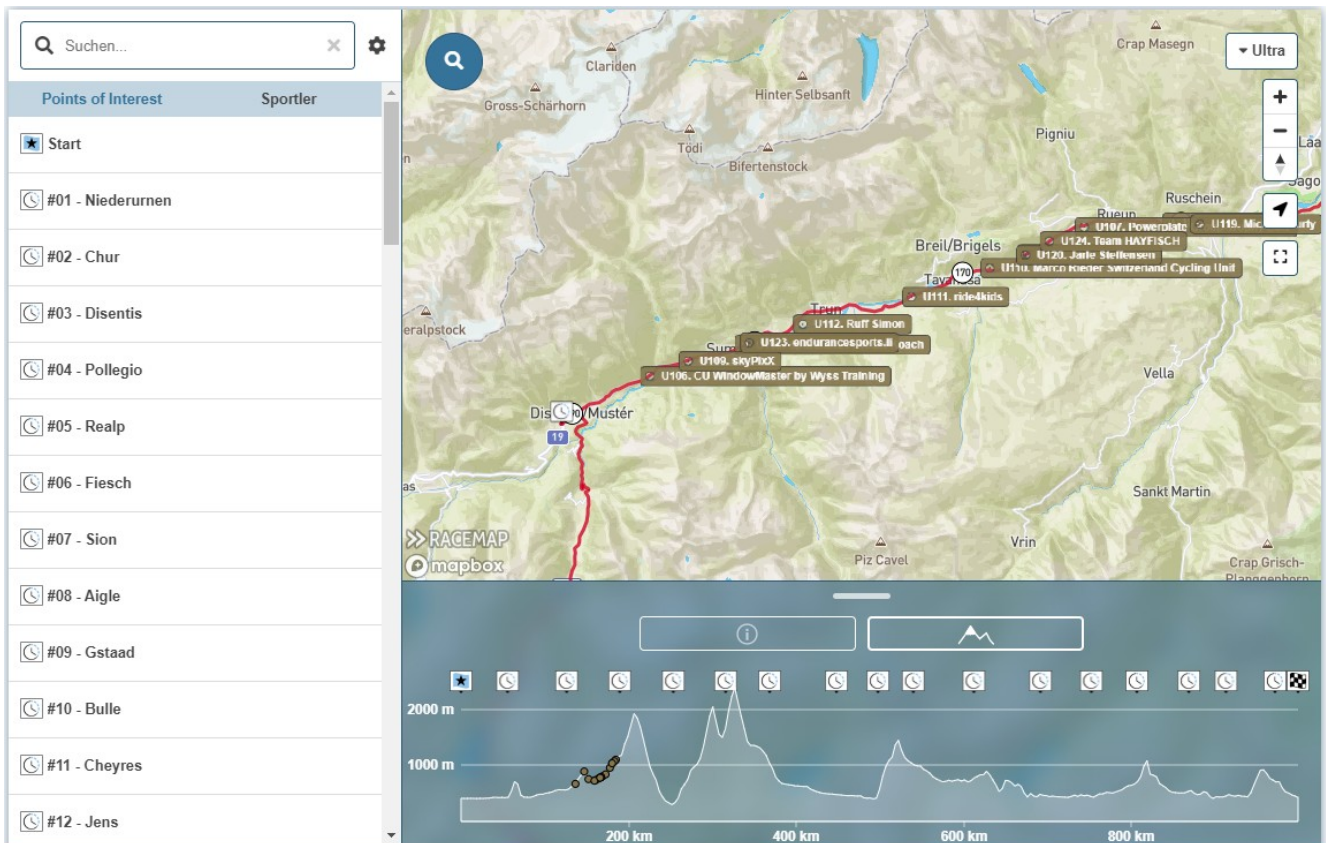 Suchen...
Points of Interest
Sportler
Start
#01 - Niederurnen
#02 - Chur
#03 - Disentis
#04 - Pollegio
#05 - Realp
#06 - Fiesch
#07 - Sion
#08 - Aigle
#09 - Gstaad
#10 - Bulle
#11 - Cheyres
#12 - Jens
Crap Masegn
Ultra
Clariden
Hinter Selbsanft
Gross-Schärhorn
Pigniu
Tödi
Bifertenstock
Ruschein
Rueun
U107. Powerplate
U119.
U124. Team HAYFISCH
Breil/Brigels
U120. Jarle Steffensen
U110. Marco Rieder Switzerland Cycling Unit
170
U111. ride4kids
Trun
U112. Ruff Simon
U123. endurancesports.li
oach
U109. skyPixX
U106. CU WindowMaster by Wyss Training
Vella
Mustér
19
Sankt Martin
RACEMAP
mapbox
Piz Cavel
Vrin
Crap Grisch-
Planggenhorn
2000 m
1000 m
200 km
400 km
600 km
800 km